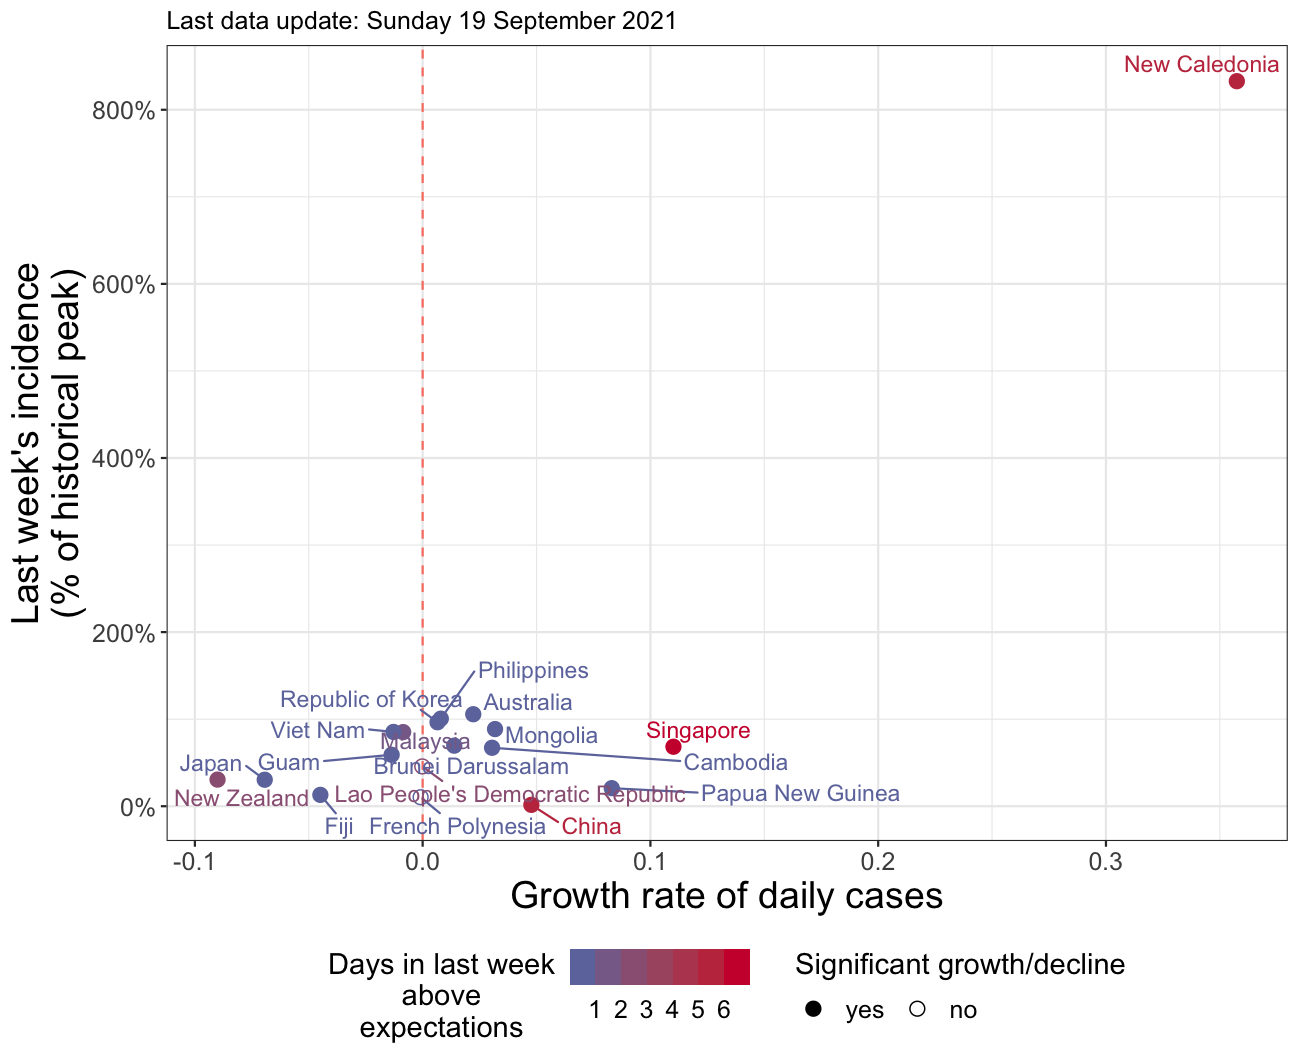 Last data update: Sunday 19 September 2021
New Caledonia
800%
600%
400%
200%
0%
Last week's incidence
(% of historical peak)
Philippines
Republic of Korea
Australia
Viet Nam
Malaysia
Mongolia
Singapore
Japan
Guam
Brunei Darussalam
Cambodia
New Zealand
Lao People's Democratic Republic
Papua New Guinea
Fiji
French Polynesia
China
-0.1
0.0
0.1
0.2
0.3
Growth rate of daily cases
Days in last week
above
expectations
1 2 3 4 5 6
Significant growth/decline
yes
no